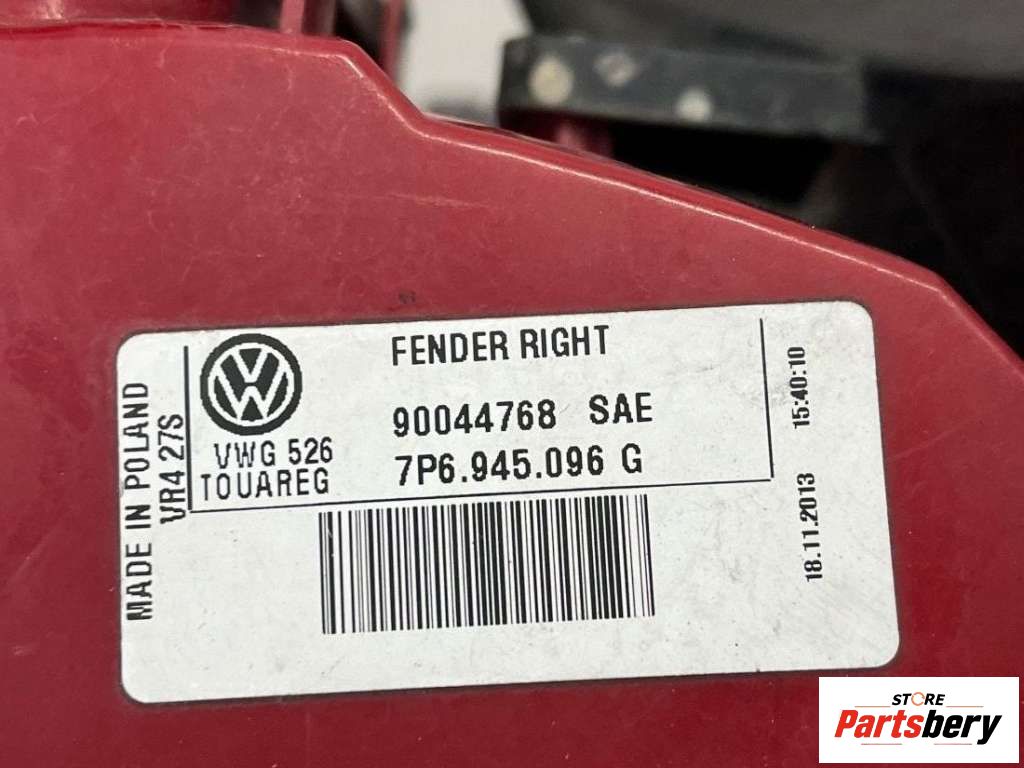 FENDER RIGHT
90044768 SAE
7P6.945.096 G
VWG 526
TOUAREG
MADE IN POLAND
VR4 27S
15:40:10
18.11.2013
STORE
Partsbery